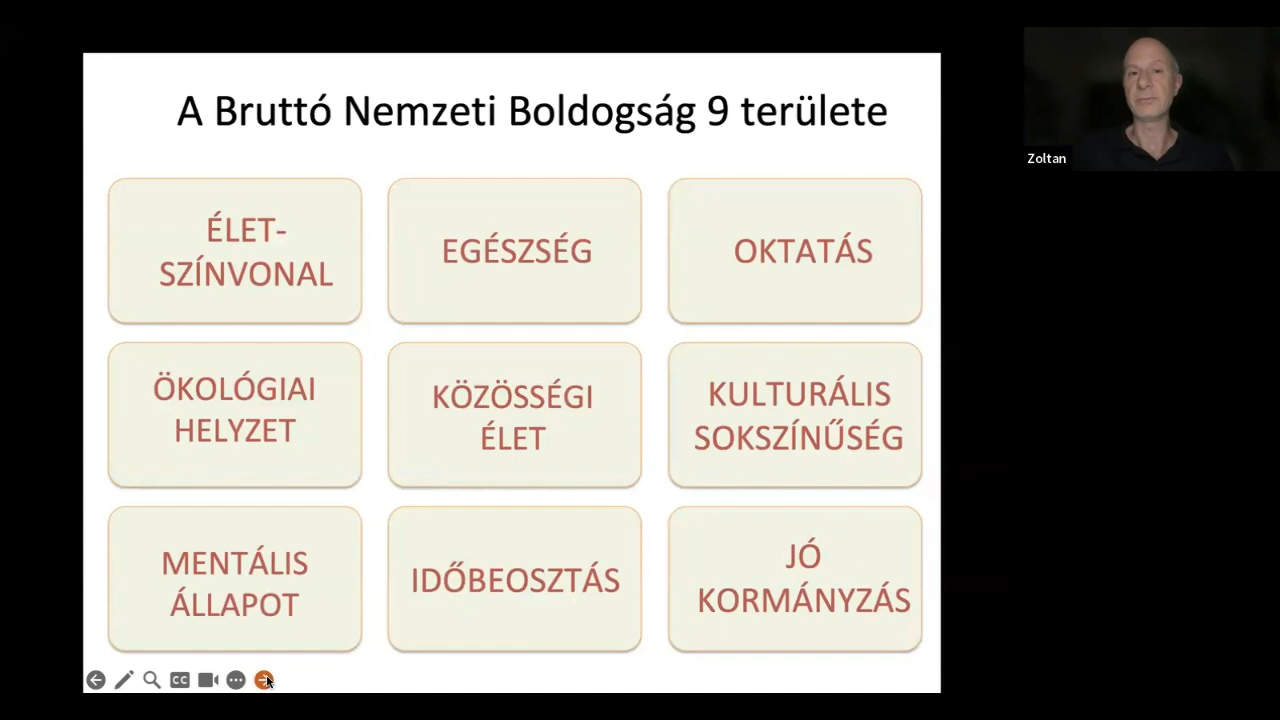 A Bruttó Nemzeti Boldogság 9 területe
ÉLET-
SZÍNVONAL
EGÉSZSÉG
OKTATÁS
ÖKOLÓGIAI
HELYZET
KÖZÖSSÉGI
ÉLET
KULTURÁLIS
SOKSZÍNŰSÉG
MENTÁLIS
ÁLLAPOT
IDŐBEOSZTÁS
JÓ
KORMÁNYZÁS
CC
Zoltan